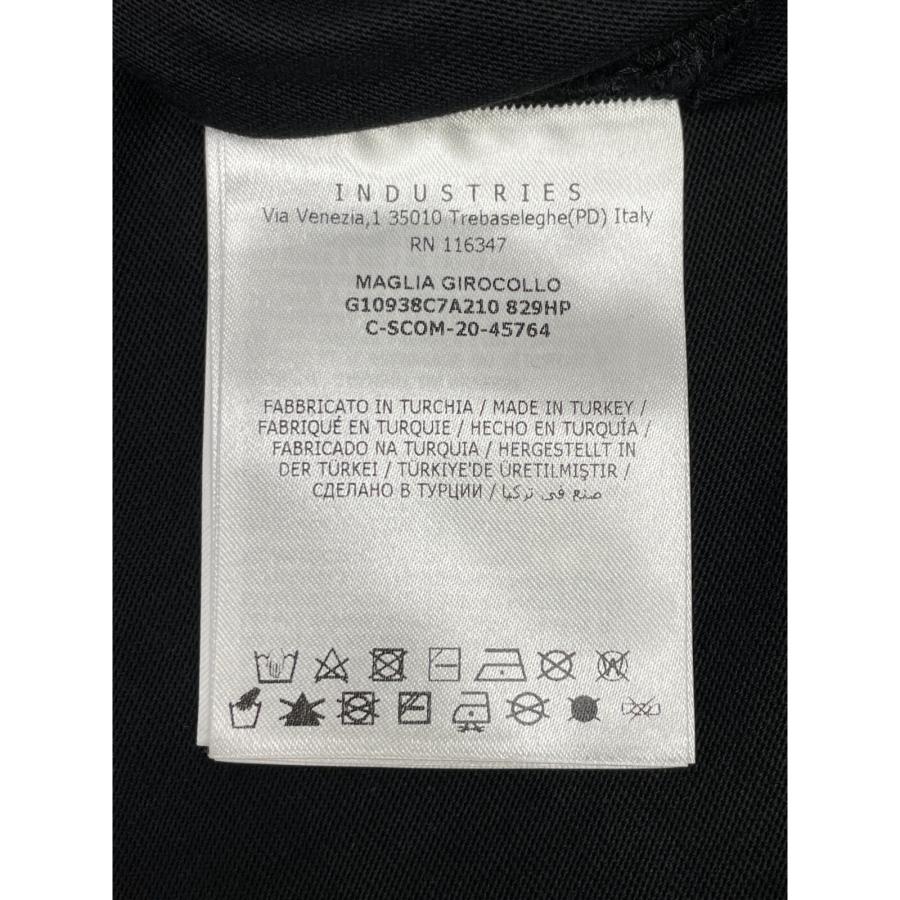 INDUSTRIES
Via Venezia,1 35010 Trebaseleghe(PD) Italy
RN 116347
MAGLIA GIROCOLLO
G10938C7A210 829HP
C-SCOM-20-45764
FABBRICATO IN TURCHIA / MADE IN TURKEY /
FABRIQUÉ EN TURQUIE / HECHO EN TURQUÍA /
FABRICADO NA TURQUIA / HERGESTELLT IN
DER TÜRKEI / TÜRKIYE'DE ÜRETILMIŞTIR /
СДЕЛАНО В ТУРЦИИ / صنع في تركيا